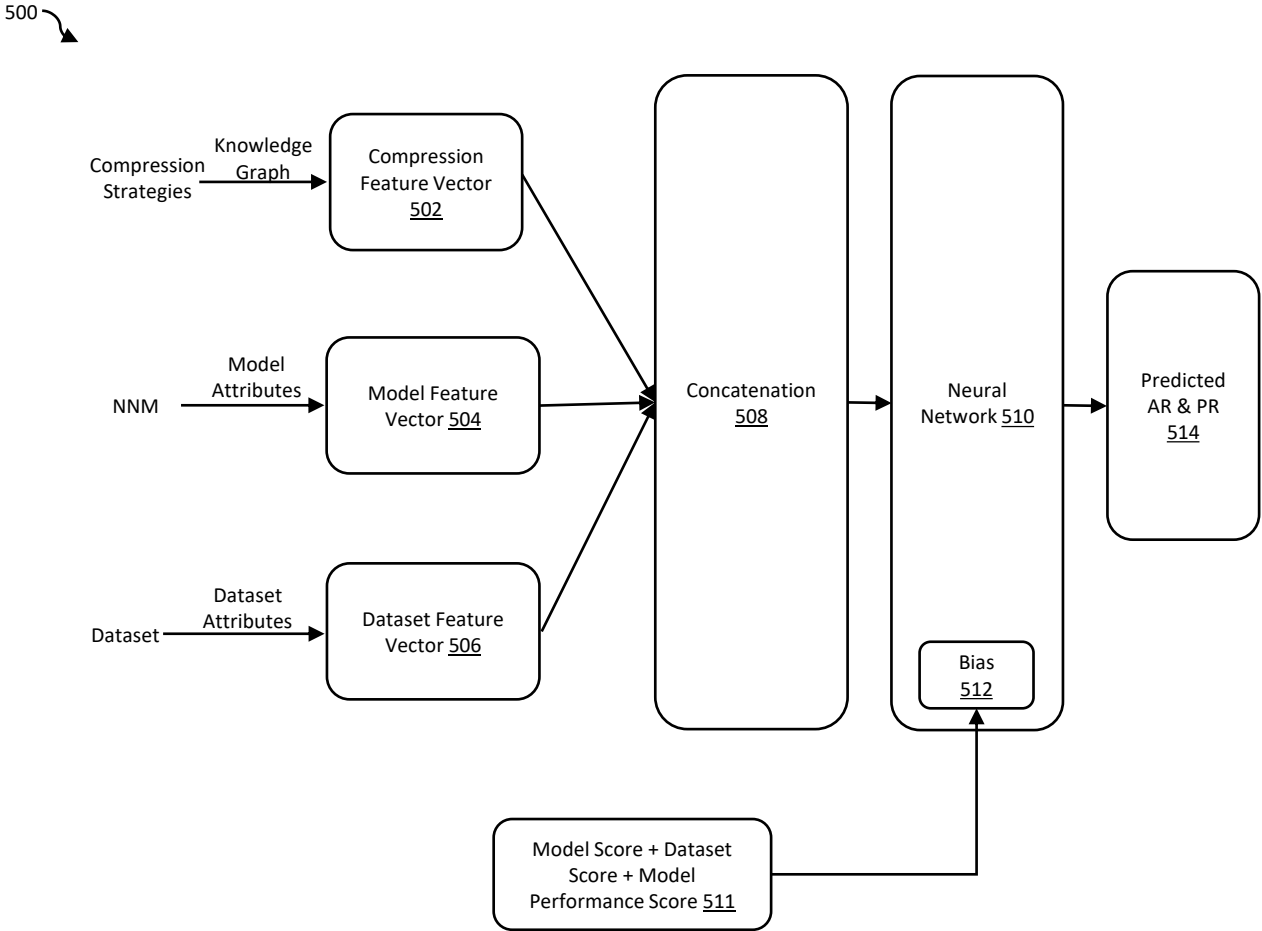 500
Knowledge
Graph
Compression
Strategies
Compression
Feature Vector
502
Model
Attributes
NNM
Model Feature
Vector 504
Dataset
Attributes
Dataset
Dataset Feature
Vector 506
Concatenation
508
Neural
Network 510
Bias
512
Predicted
AR & PR
514
Model Score + Dataset
Score + Model
Performance Score 511